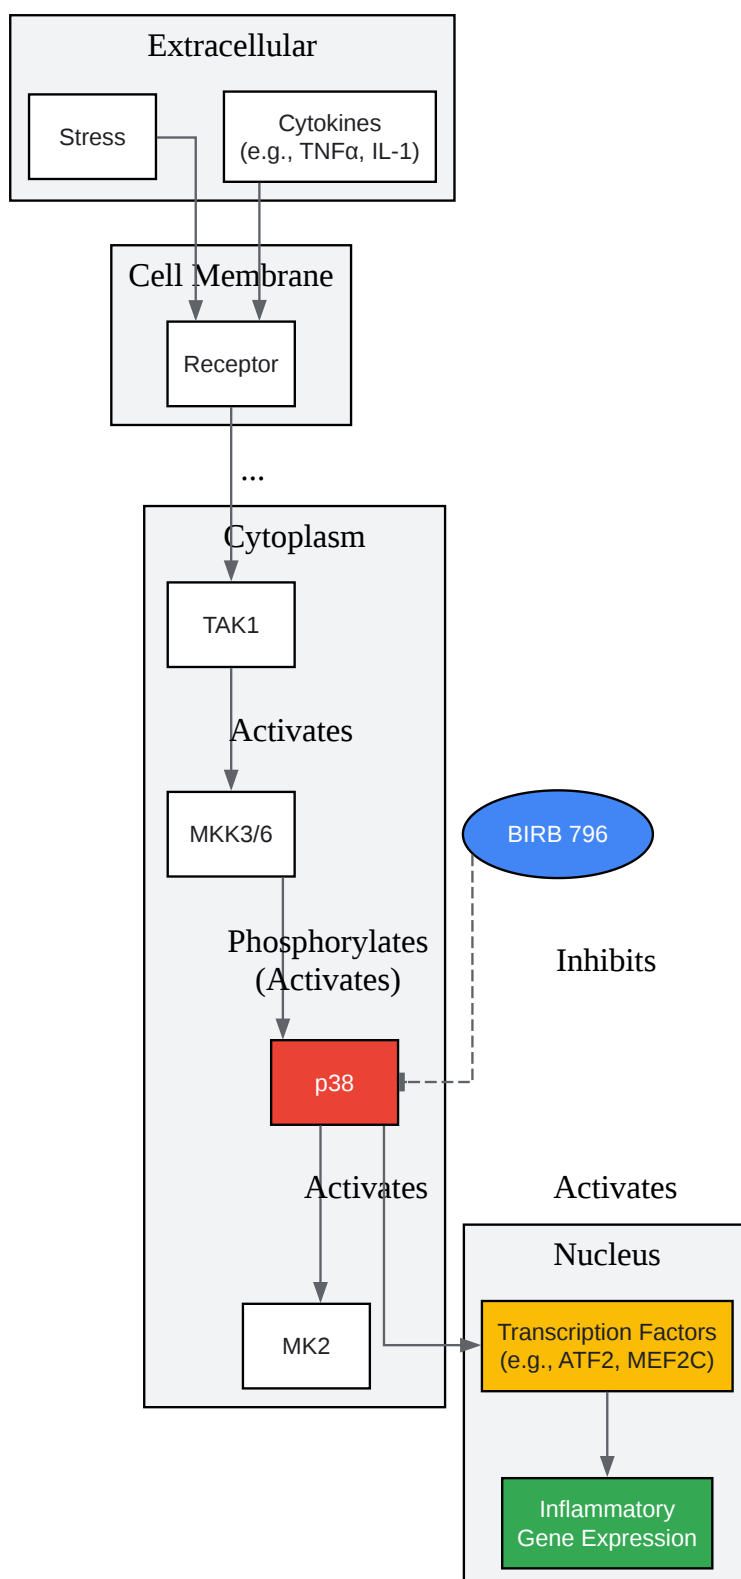 Extracellular
Stress
Cytokines
(e.g., TNFα, IL-1)
Cell Membrane
Receptor
...
Cytoplasm
TAK1
Activates
MKK3/6
BIRB 796
Phosphorylates
(Activates)
Inhibits
p38
Activates
Activates
Nucleus
MK2
Transcription Factors
(e.g., ATF2, MEF2C)
Inflammatory
Gene Expression